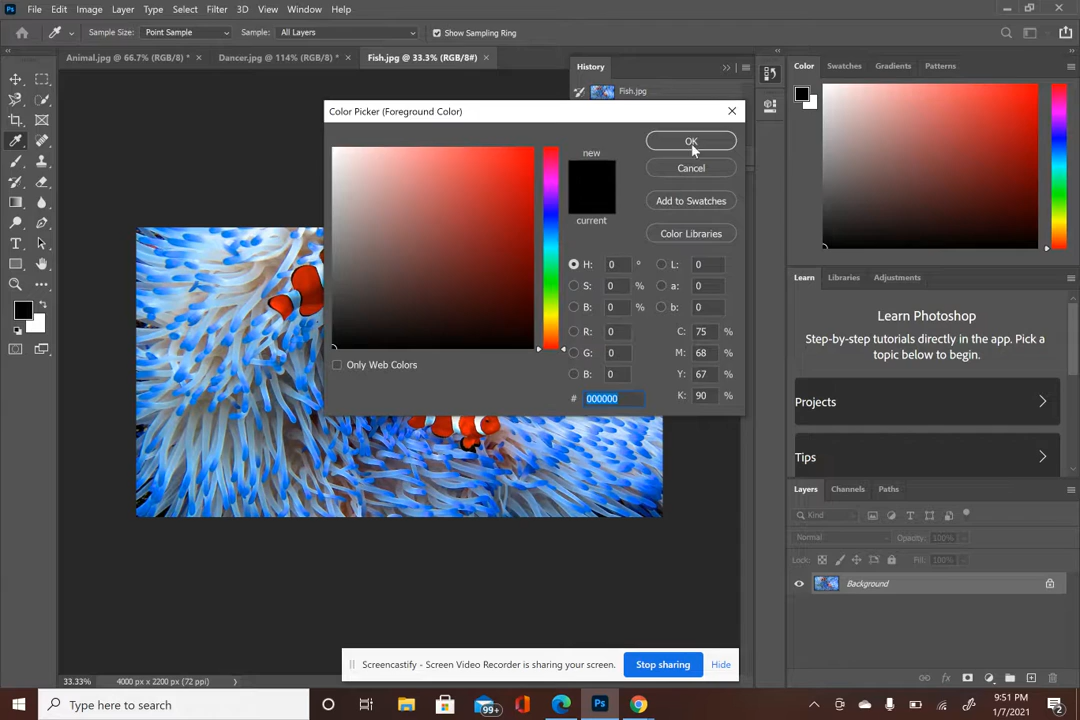 Ps File Edit Image Layer Type Select Filter 3D View Window Help
Sample Size: Point Sample Sample: All Layers Show Sampling Ring
Animal.jpg @ 66.7% (RGB/8) * × Dancer.jpg @ 114% (RGB/8) * × Fish.jpg @ 33.3% (RGB/8#) ×
History
Fish.jpg
Color Swatches Gradients Patterns
Color Picker (Foreground Color)
OK
new
Cancel
Add to Swatches
current
Color Libraries
H: 0 ° L: 0
S: 0 % a: 0
B: 0 % b: 0
R: 0 C: 75 %
G: 0 M: 68 %
B: 0 Y: 67 %
# 000000 K: 90 %
Only Web Colors
Learn Libraries Adjustments
Learn Photoshop
Step-by-step tutorials directly in the app. Pick a
topic below to begin.
Projects
Tips
Layers Channels Paths
Kind
Normal Opacity: 100%
Lock: Fill: 100%
Background
Screencastify - Screen Video Recorder is sharing your screen. Stop sharing Hide
33.33% 4000 px x 2200 px (72 ppi)
Type here to search
99+
Ps
9:51 PM
1/7/2021
2